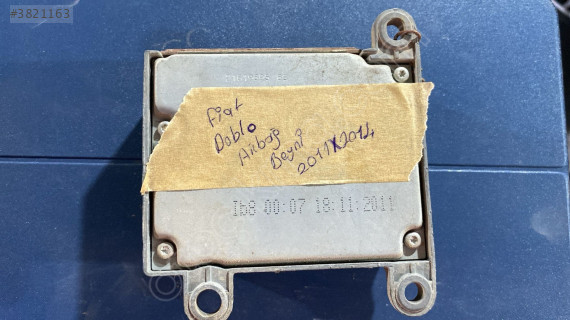 #3821163
Fiat
Doblo
Airbag
Beyni
2011x2014
Ib8 00:07 18:11:2011